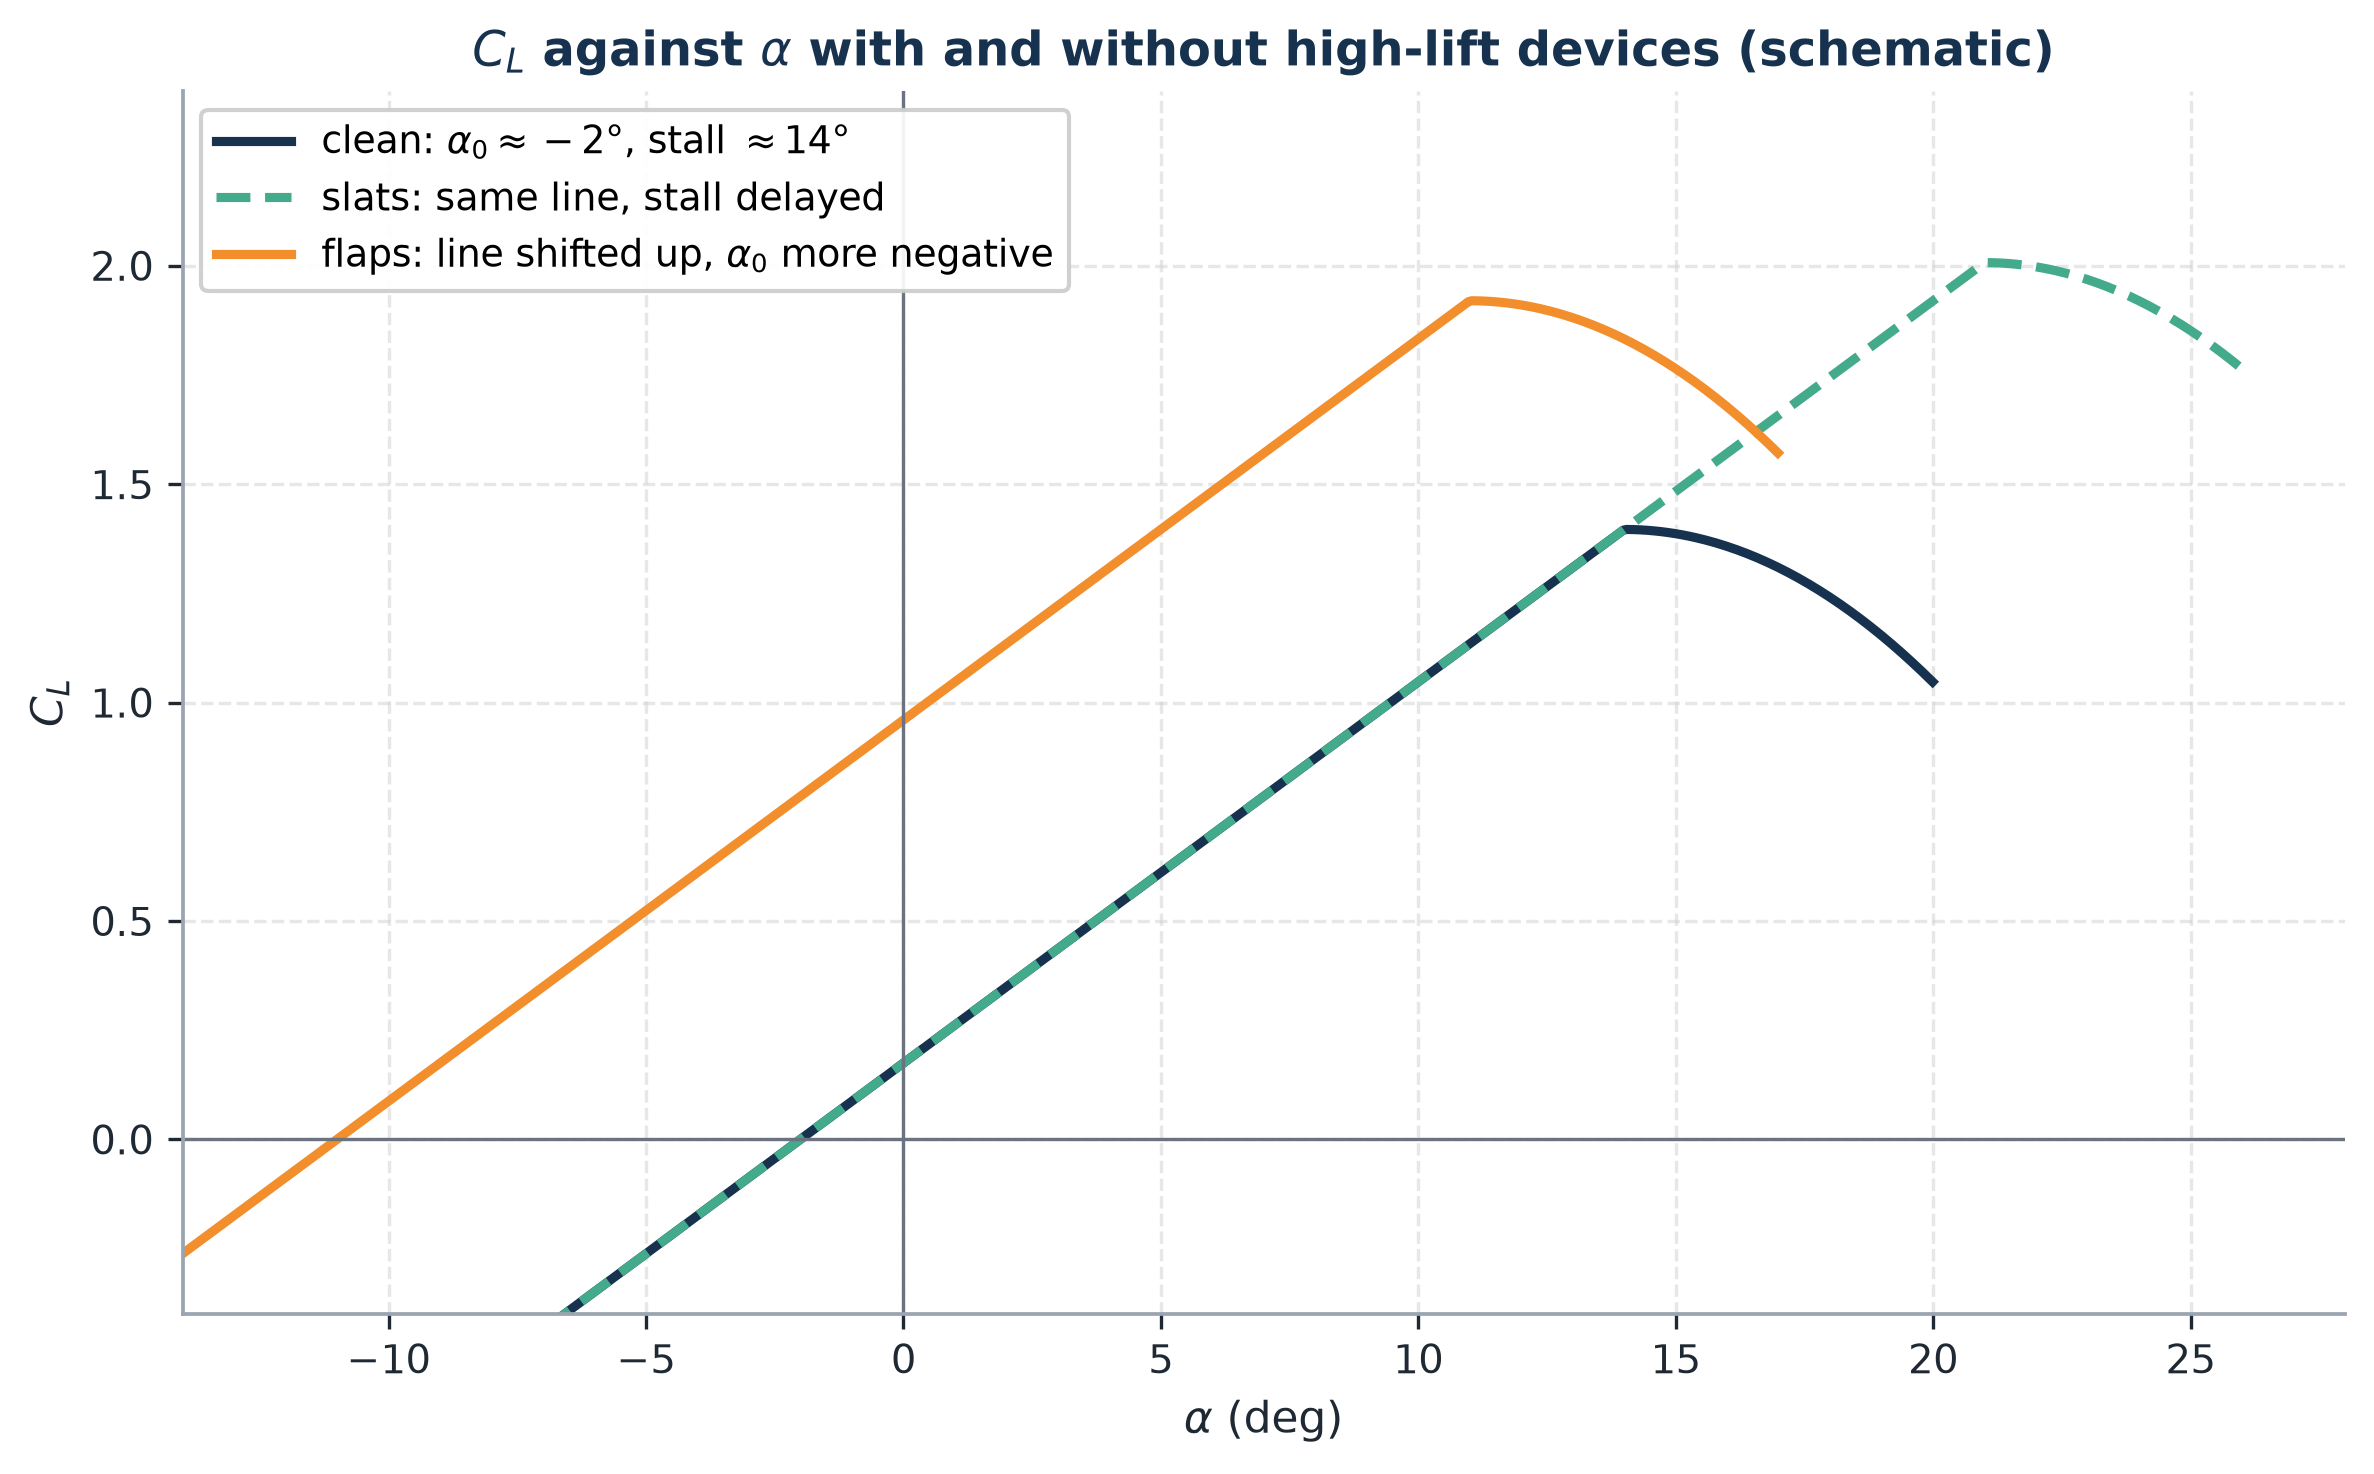 C_L against α with and without high-lift devices (schematic)
clean: α₀ ≈ −2°, stall ≈14°
slats: same line, stall delayed
flaps: line shifted up, α₀ more negative
2.0
1.5
1.0
0.5
0.0
C_L
−10 −5 0 5 10 15 20 25
α (deg)